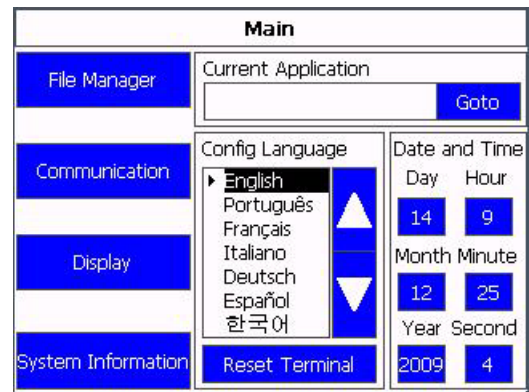 Main
File Manager
Communication
Display
System Information
Current Application
Goto
Config Language
English
Português
Français
Italiano
Deutsch
Español
한국어
Reset Terminal
Date and Time
Day Hour
14 9
Month Minute
12 25
Year Second
2009 4